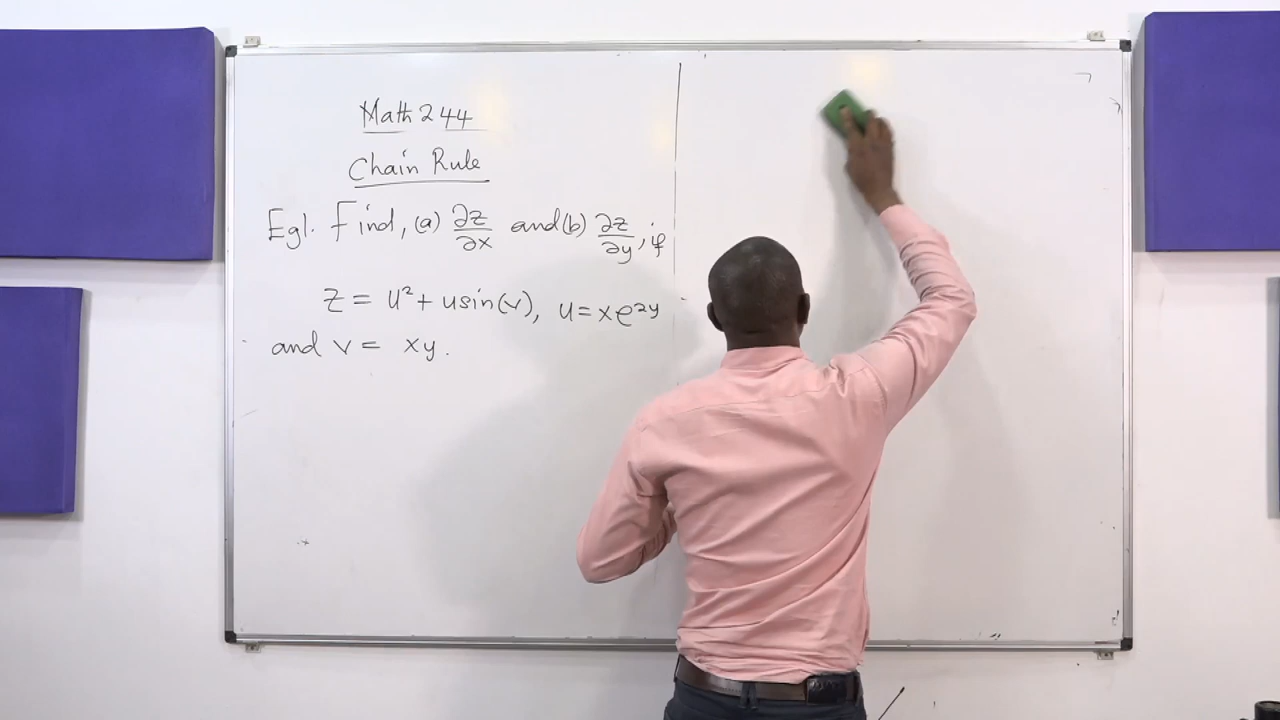 Math 244
Chain Rule
Eg1. Find, (a) ∂z/∂x and (b) ∂z/∂y, if
z = u² + usin(v), u = xe²ʸ
and v = xy.